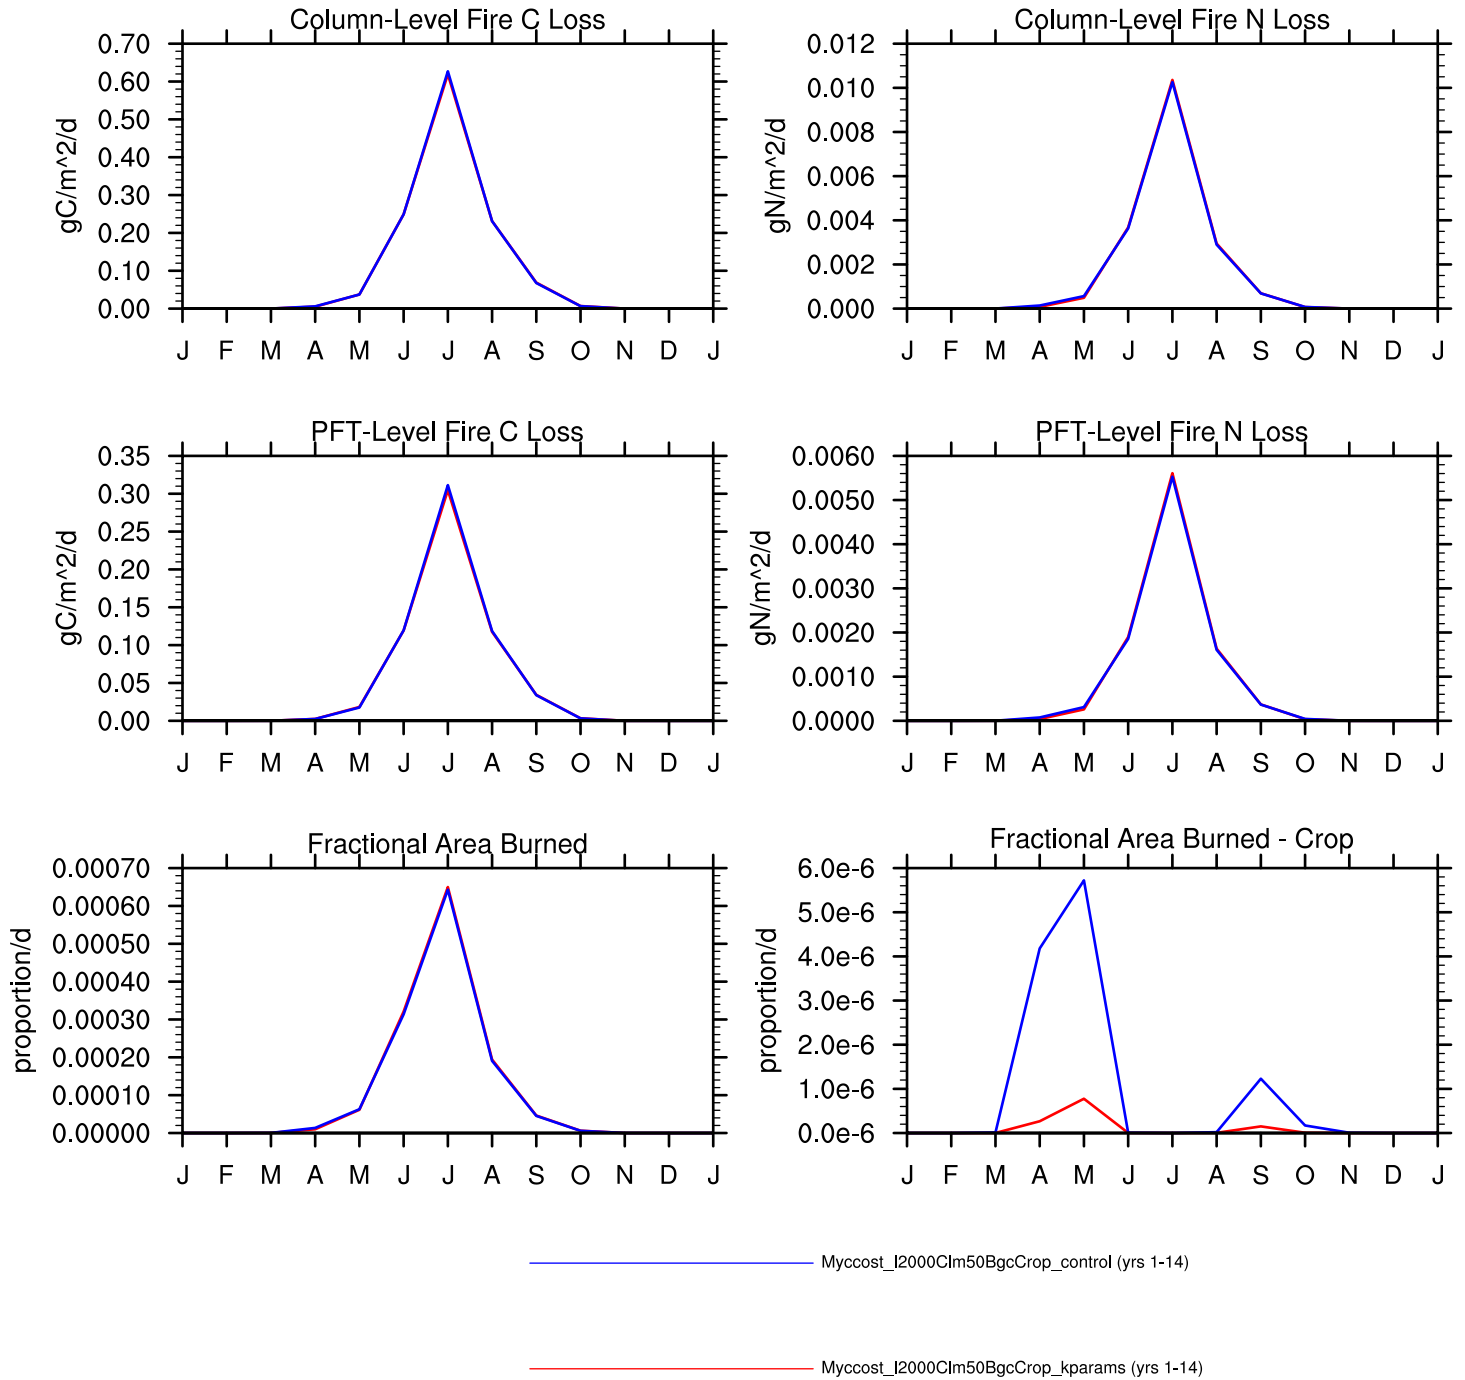 Column-Level Fire C Loss
gC/m^2/d
0.70
0.60
0.50
0.40
0.30
0.20
0.10
0.00
J F M A M J J A S O N D J
Column-Level Fire N Loss
gN/m^2/d
0.012
0.010
0.008
0.006
0.004
0.002
0.000
J F M A M J J A S O N D J
PFT-Level Fire C Loss
gC/m^2/d
0.35
0.30
0.25
0.20
0.15
0.10
0.05
0.00
J F M A M J J A S O N D J
PFT-Level Fire N Loss
gN/m^2/d
0.0060
0.0050
0.0040
0.0030
0.0020
0.0010
0.0000
J F M A M J J A S O N D J
Fractional Area Burned
proportion/d
0.00070
0.00060
0.00050
0.00040
0.00030
0.00020
0.00010
0.00000
J F M A M J J A S O N D J
Fractional Area Burned - Crop
proportion/d
6.0e-6
5.0e-6
4.0e-6
3.0e-6
2.0e-6
1.0e-6
0.0e-6
J F M A M J J A S O N D J
Myccost_I2000Clm50BgcCrop_control (yrs 1-14)
Myccost_I2000Clm50BgcCrop_kparams (yrs 1-14)